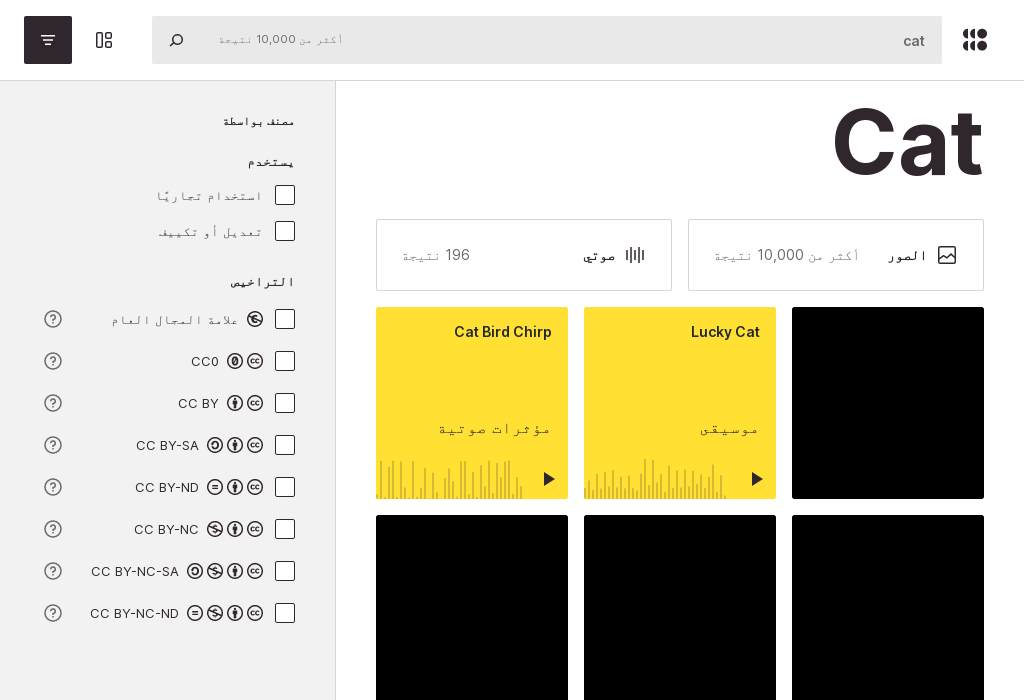 cat
أكثر من 10,000 نتيجة
Cat
الصور
أكثر من 10,000 نتيجة
صوتي
196 نتيجة
Lucky Cat
موسيقى
Cat Bird Chirp
مؤثرات صوتية
مصنف بواسطة
يستخدم
استخدام تجاريًا
تعديل أو تكييف
التراخيص
علامة المجال العام
CC0
CC BY
CC BY-SA
CC BY-ND
CC BY-NC
CC BY-NC-SA
CC BY-NC-ND